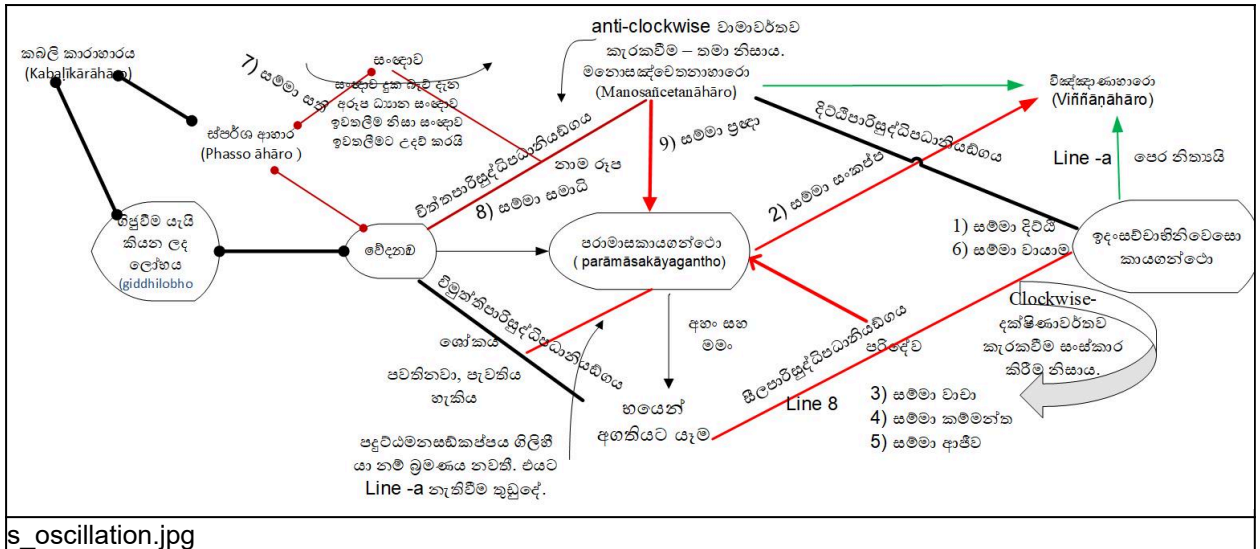 anti-clockwise වාමාවර්තව
කැරකවීම – තමා නිසාය.
මනොසඤ්චෙතනාහාරො
(Manosañcetanāhāro)
කබලි කාරාහාරය
(Kabaḷīkārāhāro)
7) සම්මා සති
සංඥාව
සංඥාව දුක බැව් දැන
අරූප ධ්‍යාන සංඥාව
ඉවතලීම නිසා සංඥාව
ඉවතලීමට උදව් කරයි
ස්පර්ශ ආහාර
(Phasso āhāro )
විඤ්ඤාණාහාරො
(Viññāṇāhāro)
දිට්ඨිපාරිසුද්ධිපධානියඞ්ගය
Line -a
පෙර නිත්‍යයි
9) සම්මා ප්‍රඥා
නාම රූප
චිත්තපාරිසුද්ධිපධානියඞ්ගය
8) සම්මා සමාධි
2) සම්මා සංකප්ප
ගිජුවීම යැයි
කියන ලද
ලෝභය
(giddhilobho
වේදනාව
පරාමාසකායගන්ථො
( parāmāsakāyagantho)
1) සම්මා දිට්ඨි
6) සම්මා වායාම
ඉදංසච්චාභිනිවෙසො
කායගන්ථො
විමුත්තිපාරිසුද්ධිපධානියඞ්ගය
සීලපාරිසුද්ධිපධානියඞ්ගය
ශෝකය
පවතිනවා, පැවතිය
හැකිය
අහං සහ
මමං
පරිදේව
Clockwise-
දක්ෂිණාවර්තව
කැරකවීම සංස්කාර
කිරීම නිසාය.
Line 8
3) සම්මා වාචා
4) සම්මා කම්මන්ත
5) සම්මා ආජීව
භයෙන්
අගතියට යෑම
පදුට්ඨමනසඞ්කප්පය ගිලිහී
යා නම් බ්‍රමණය නවතී. එයට
Line -a නැතිවීම තුඩුදේ.
s_oscillation.jpg